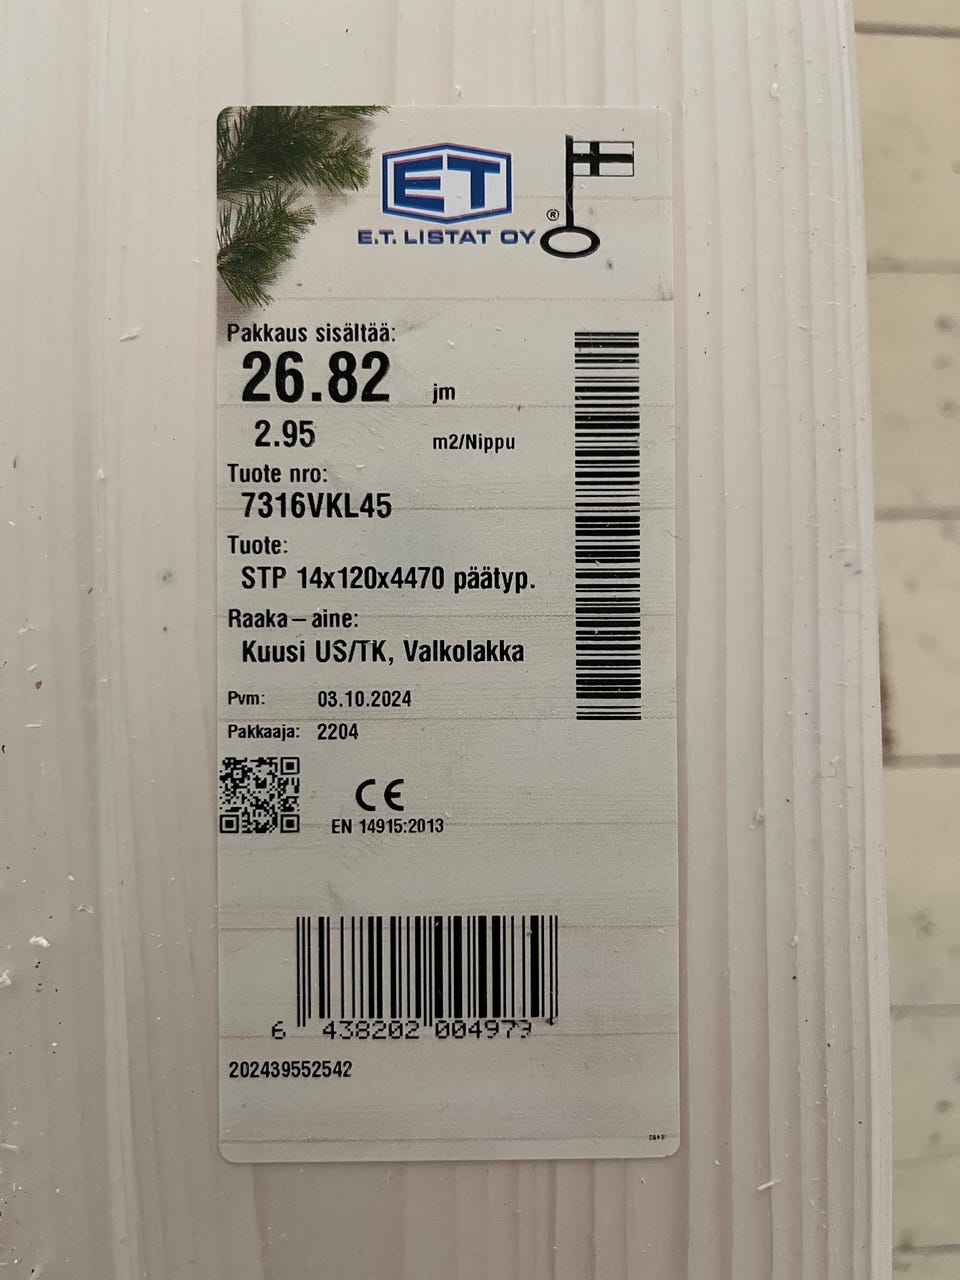 ET
E.T. LISTAT OY
®
Pakkaus sisältää:
26.82 jm
2.95 m2/Nippu
Tuote nro:
7316VKL45
Tuote:
STP 14x120x4470 päätyp.
Raaka-aine:
Kuusi US/TK, Valkolakka
Pvm: 03.10.2024
Pakkaaja: 2204
CE
EN 14915:2013
6 438202 004979
202439552542